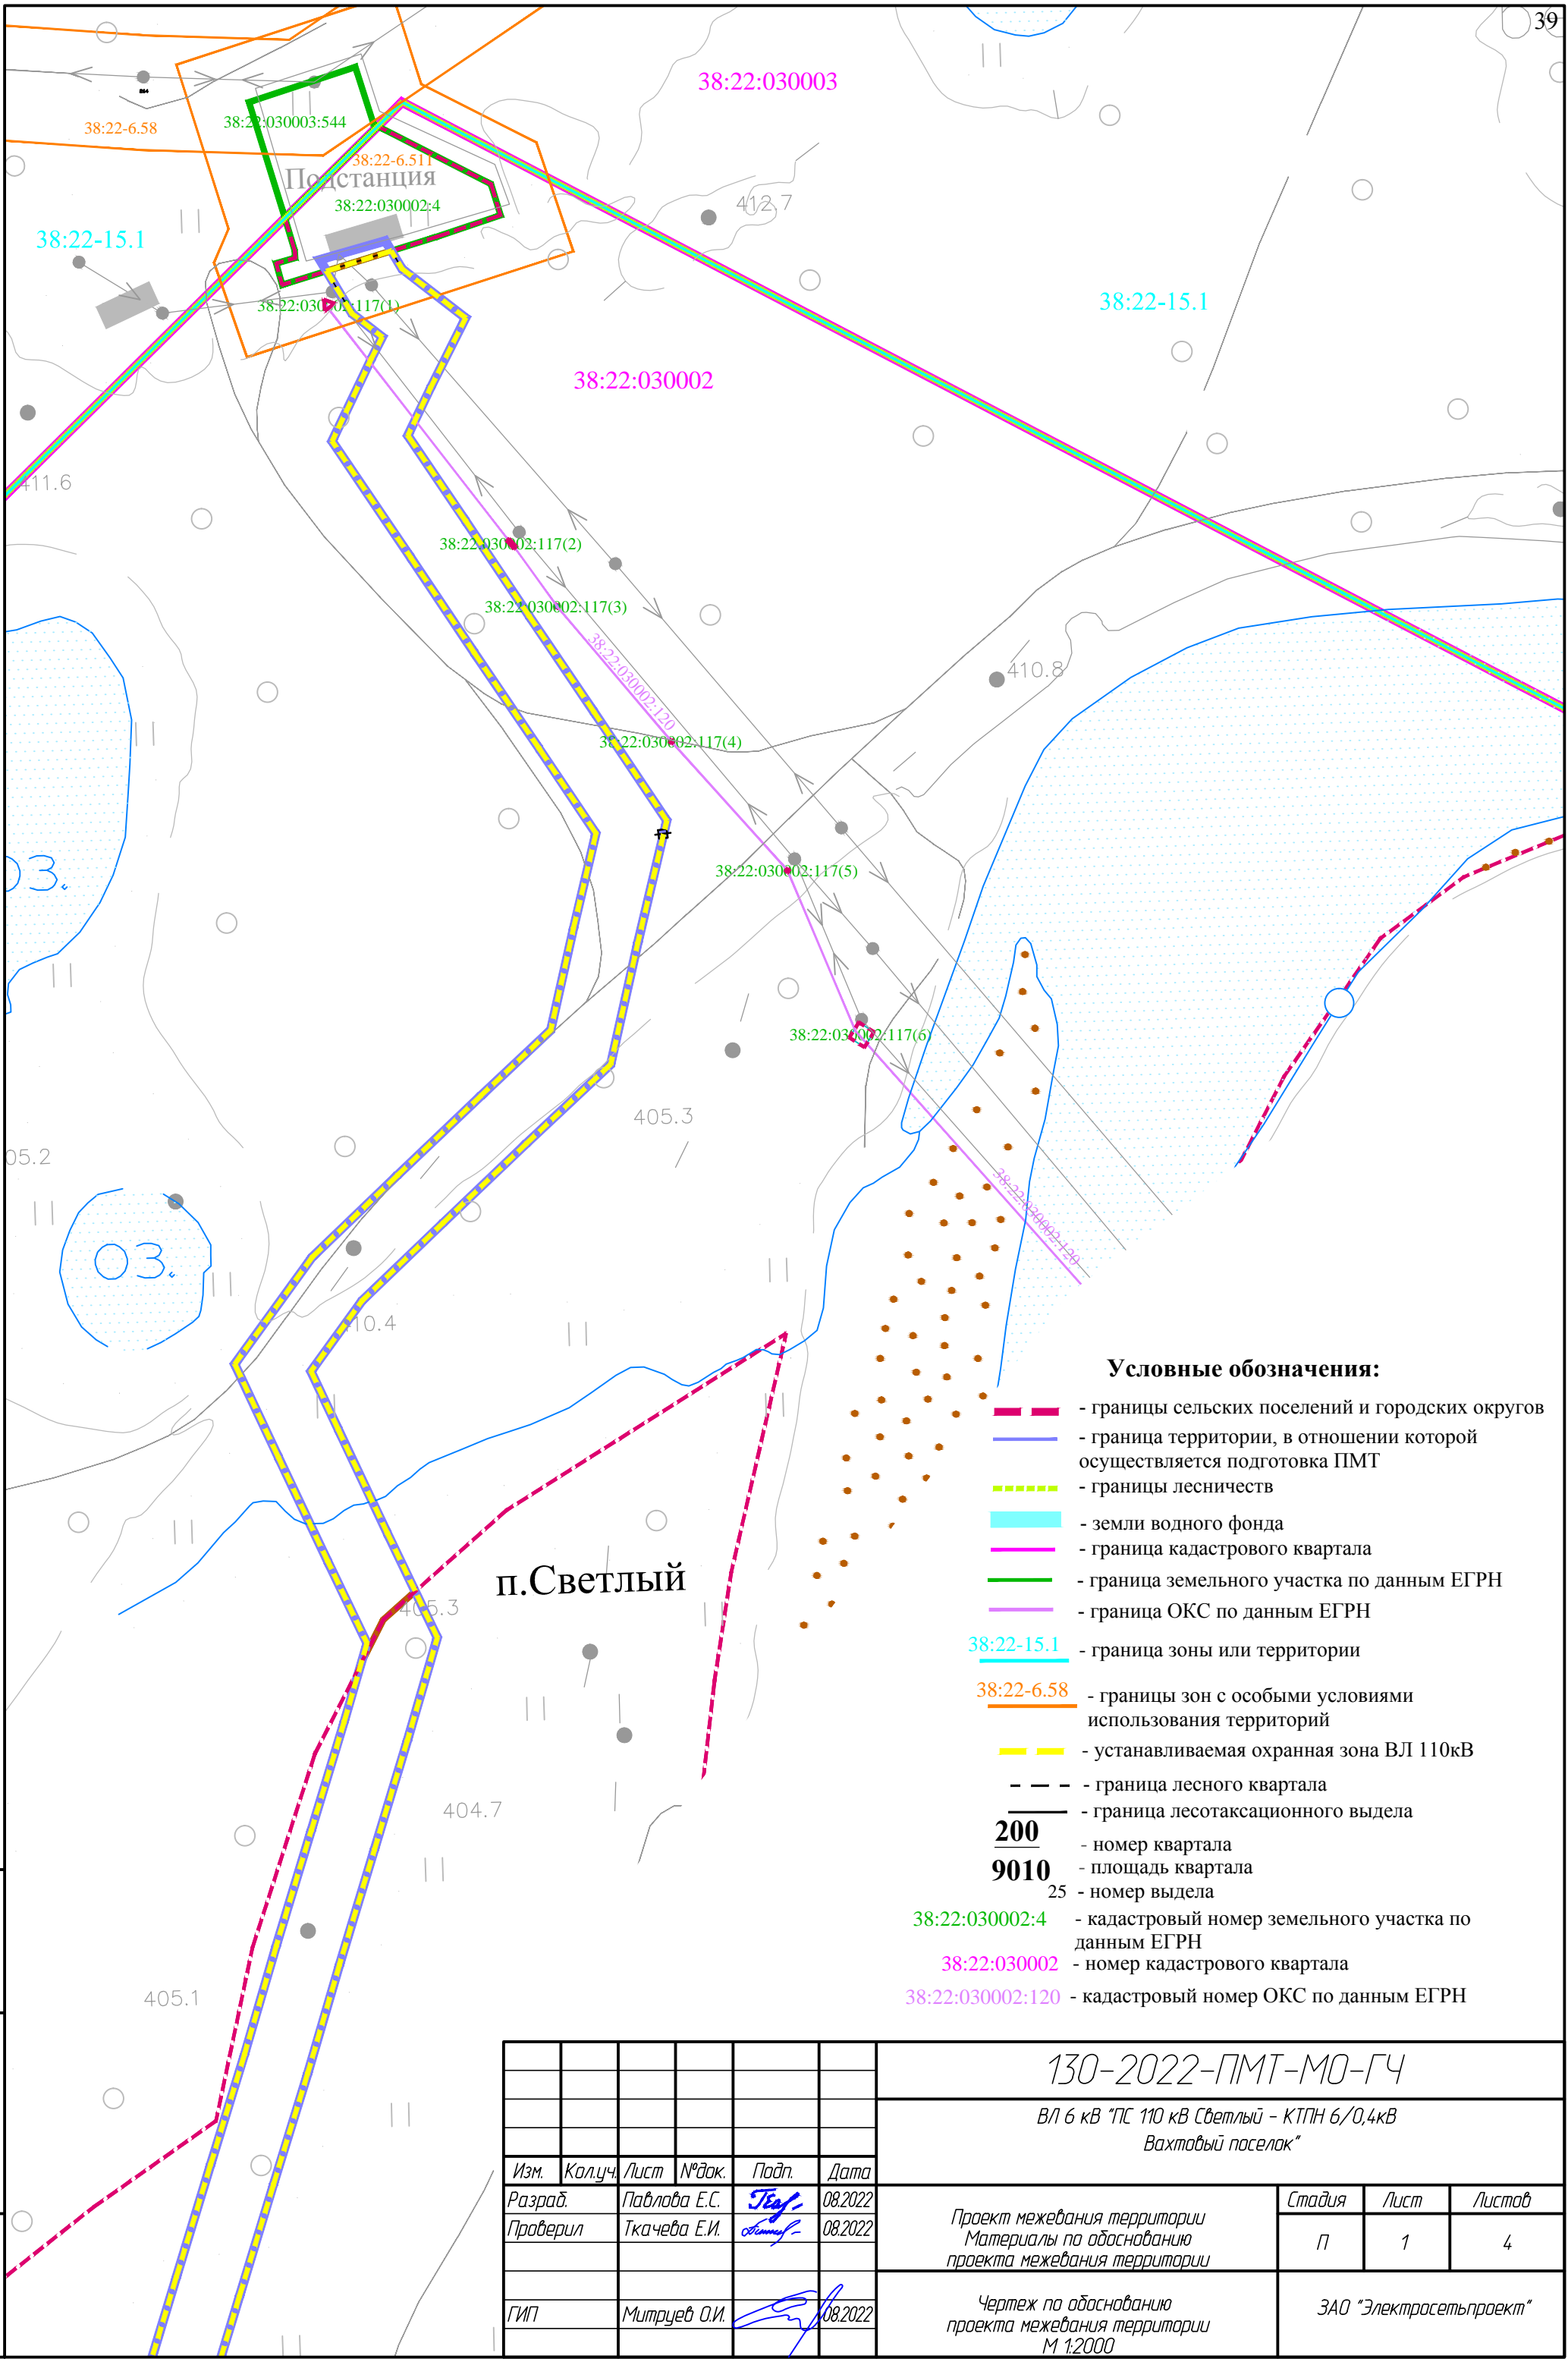 39
38:22:030003
38:22-6.58
38:22:030003:544
38:22-6.511
Подстанция
38:22:030002:4
412.7
38:22-15.1
38:22-15.1
38:22:030002:117(1)
38:22:030002
411.6
38:22:030002:117(2)
38:22:030002:117(3)
38:22:030002:120
410.8
38:22:030002:117(4)
03.
38:22:030002:117(5)
38:22:030002:117(6)
405.3
05.2
38:22:030002:120
03.
10.4
п.Светлый
405.3
404.7
405.1
Условные обозначения:
- границы сельских поселений и городских округов
- граница территории, в отношении которой
осуществляется подготовка ПМТ
- границы лесничеств
- земли водного фонда
- граница кадастрового квартала
- граница земельного участка по данным ЕГРН
- граница ОКС по данным ЕГРН
38:22-15.1 - граница зоны или территории
38:22-6.58 - границы зон с особыми условиями
использования территорий
- устанавливаемая охранная зона ВЛ 110кВ
- граница лесного квартала
- граница лесотаксационного выдела
200 - номер квартала
9010 - площадь квартала
25 - номер выдела
38:22:030002:4 - кадастровый номер земельного участка по
данным ЕГРН
38:22:030002 - номер кадастрового квартала
38:22:030002:120 - кадастровый номер ОКС по данным ЕГРН
130-2022-ПМТ-МО-ГЧ
ВЛ 6 кВ "ПС 110 кВ Светлый - КТПН 6/0,4кВ
Вахтовый поселок"
Изм. Кол.уч. Лист №док. Подп. Дата
Разраб. Павлова Е.С. 08.2022
Проверил Ткачева Е.И. 08.2022
ГИП Митруев О.И. 08.2022
Проект межевания территории
Материалы по обоснованию
проекта межевания территории
Стадия Лист Листов
П 1 4
Чертеж по обоснованию
проекта межевания территории
М 1:2000
ЗАО "Электросетьпроект"